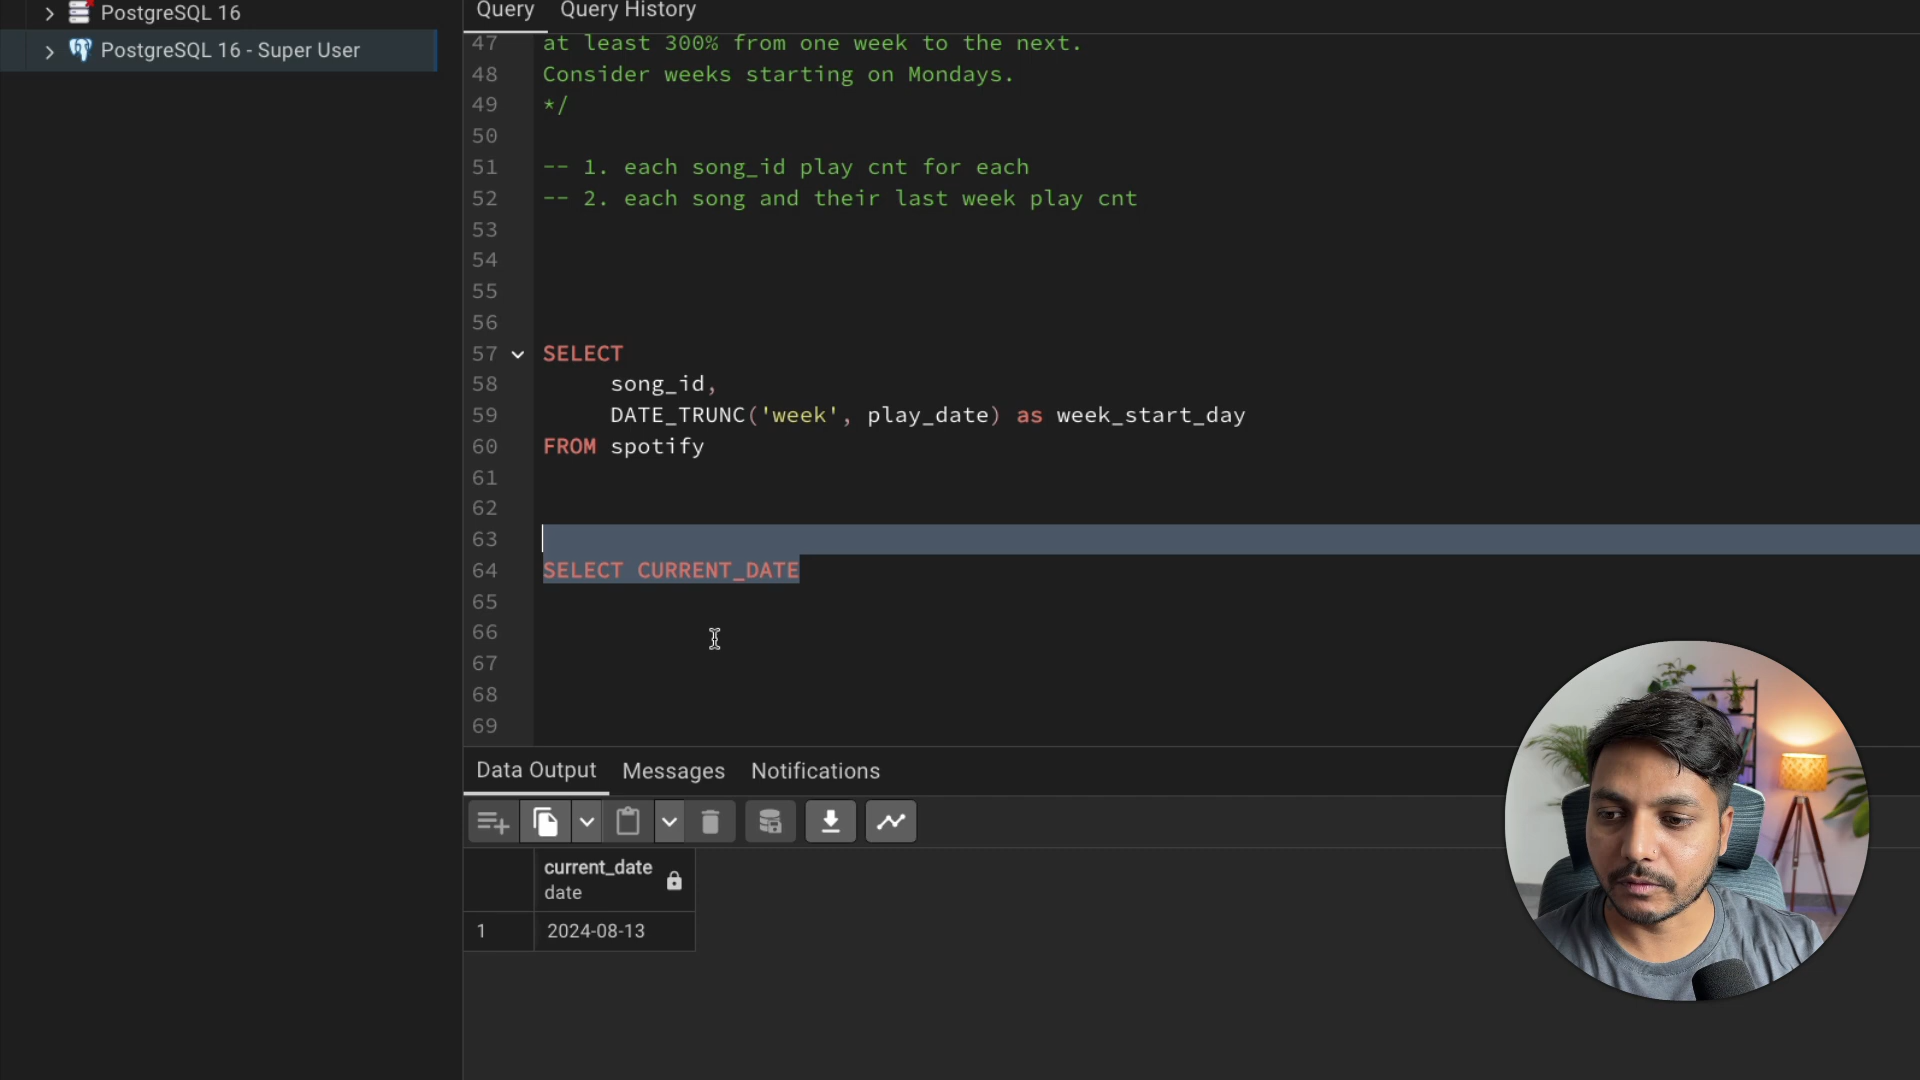 PostgreSQL 16
PostgreSQL 16 - Super User
Query Query History
47 at least 300% from one week to the next.
48 Consider weeks starting on Mondays.
49 */
50
51 -- 1. each song_id play cnt for each
52 -- 2. each song and their last week play cnt
53
54
55
56
57 SELECT
58 song_id,
59 DATE_TRUNC('week', play_date) as week_start_day
60 FROM spotify
61
62
63
64 SELECT CURRENT_DATE
65
66
67
68
69
Data Output Messages Notifications
current_date
date
1 2024-08-13